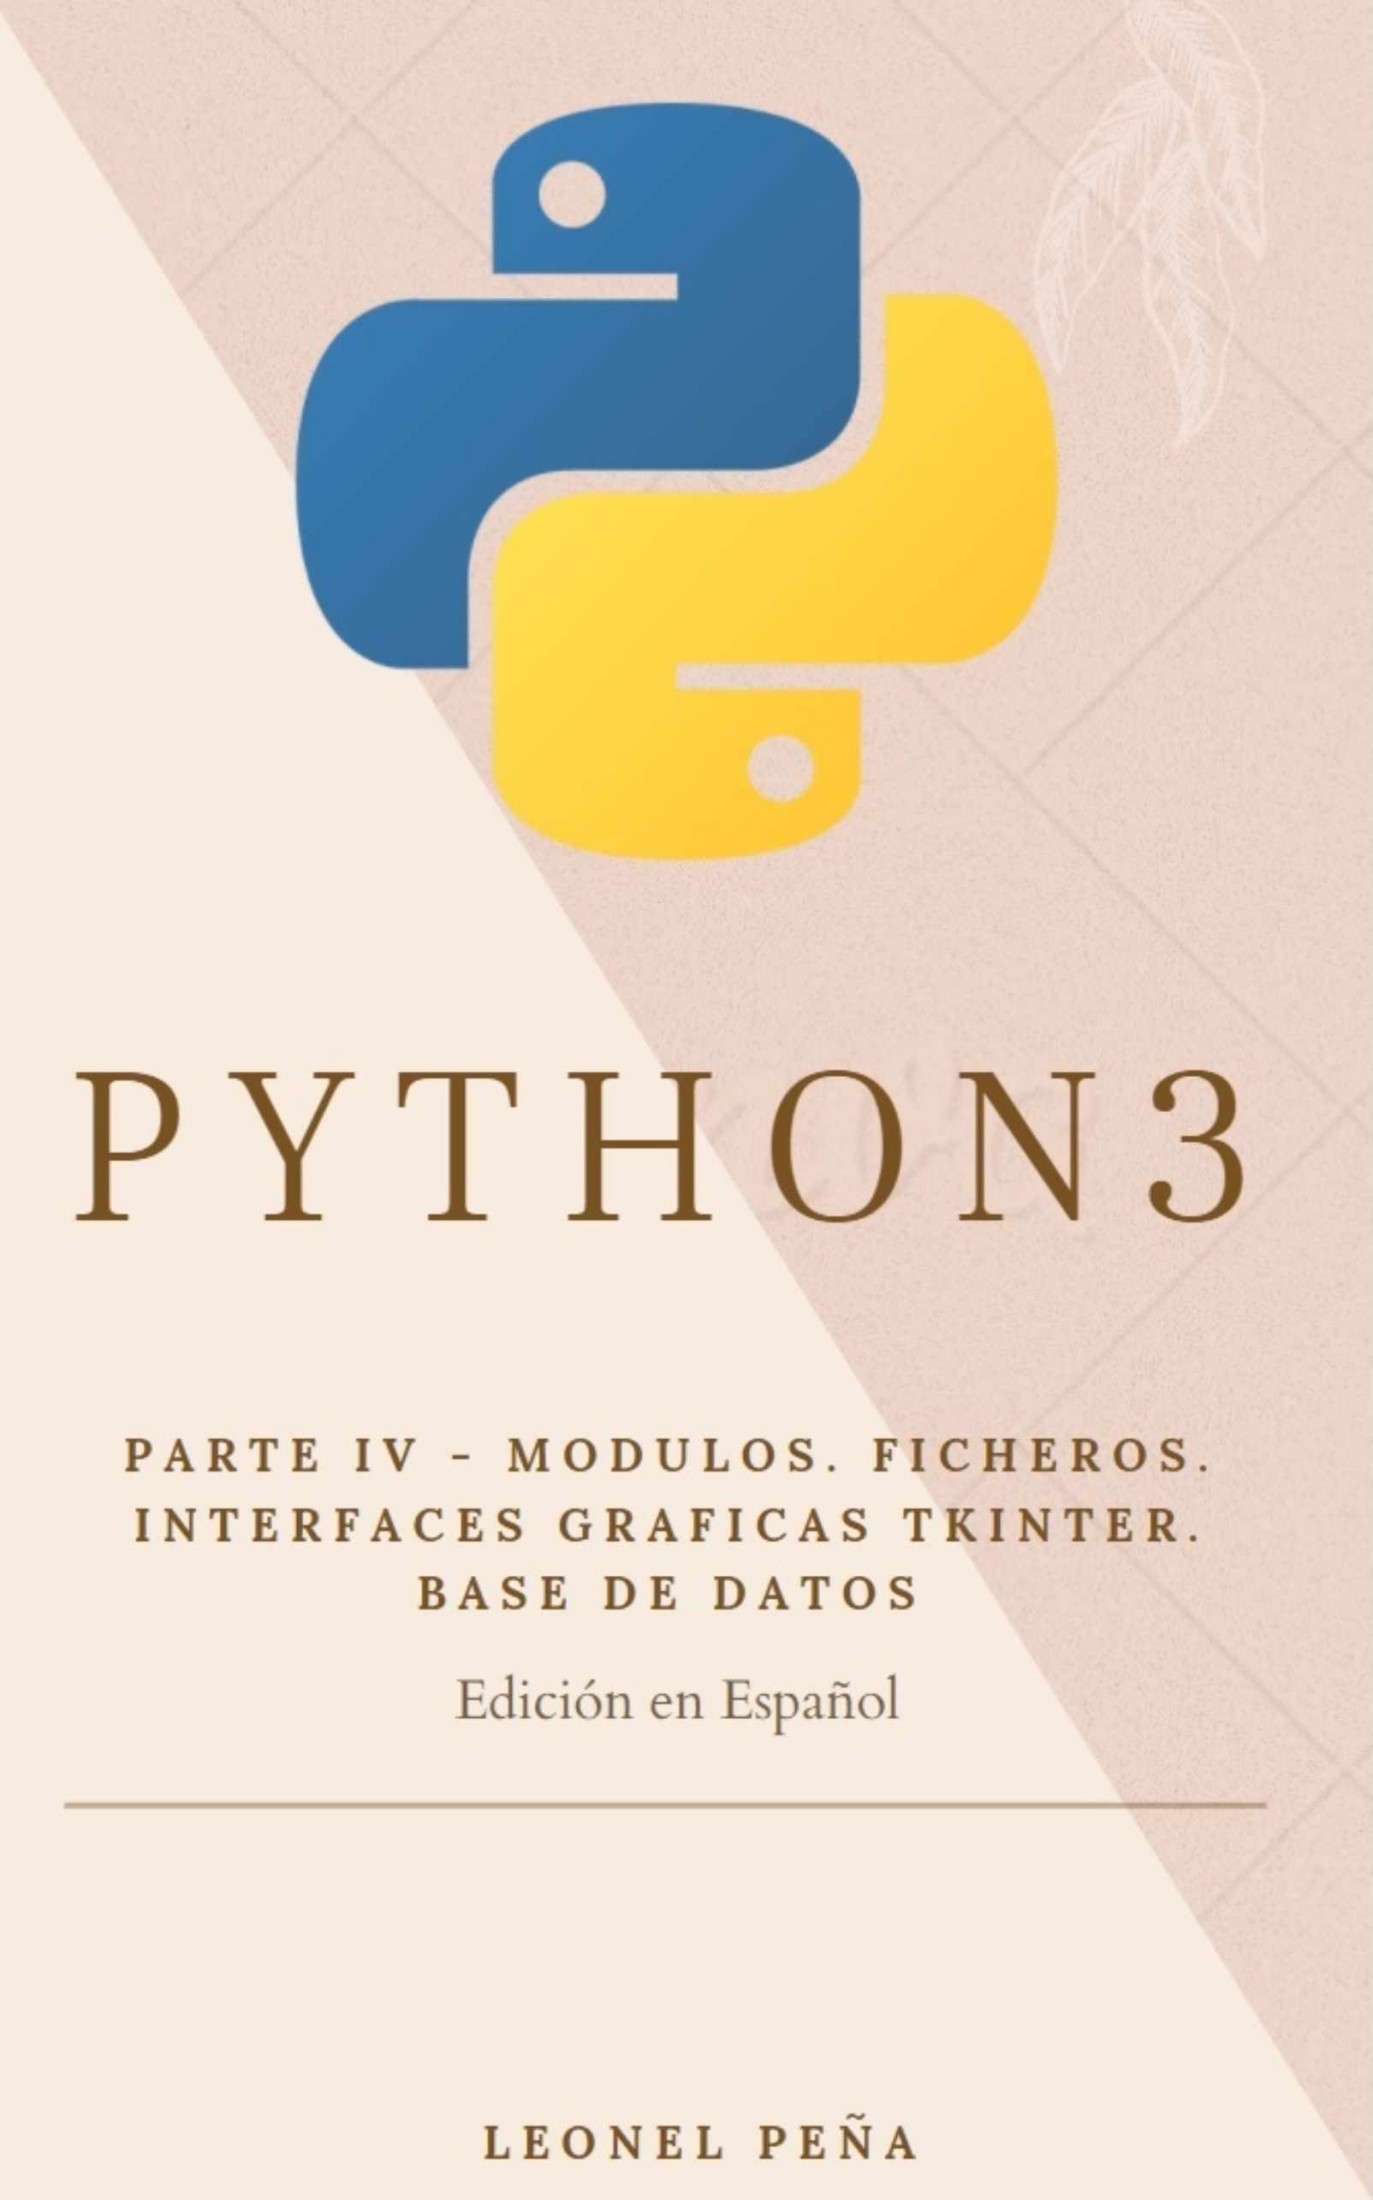 PYTHON3
PARTE IV - MODULOS. FICHEROS.
INTERFACES GRAFICAS TKINTER.
BASE DE DATOS
Edición en Español
LEONEL PEÑA